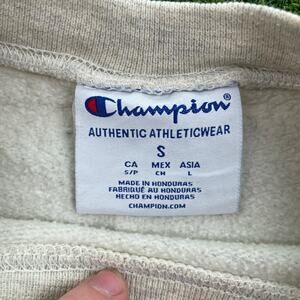 Champion®
AUTHENTIC ATHLETICWEAR
S
CA MEX ASIA
S/P CH L
MADE IN HONDURAS
FABRIQUÉ AU HONDURAS
HECHO EN HONDURAS
CHAMPION.COM